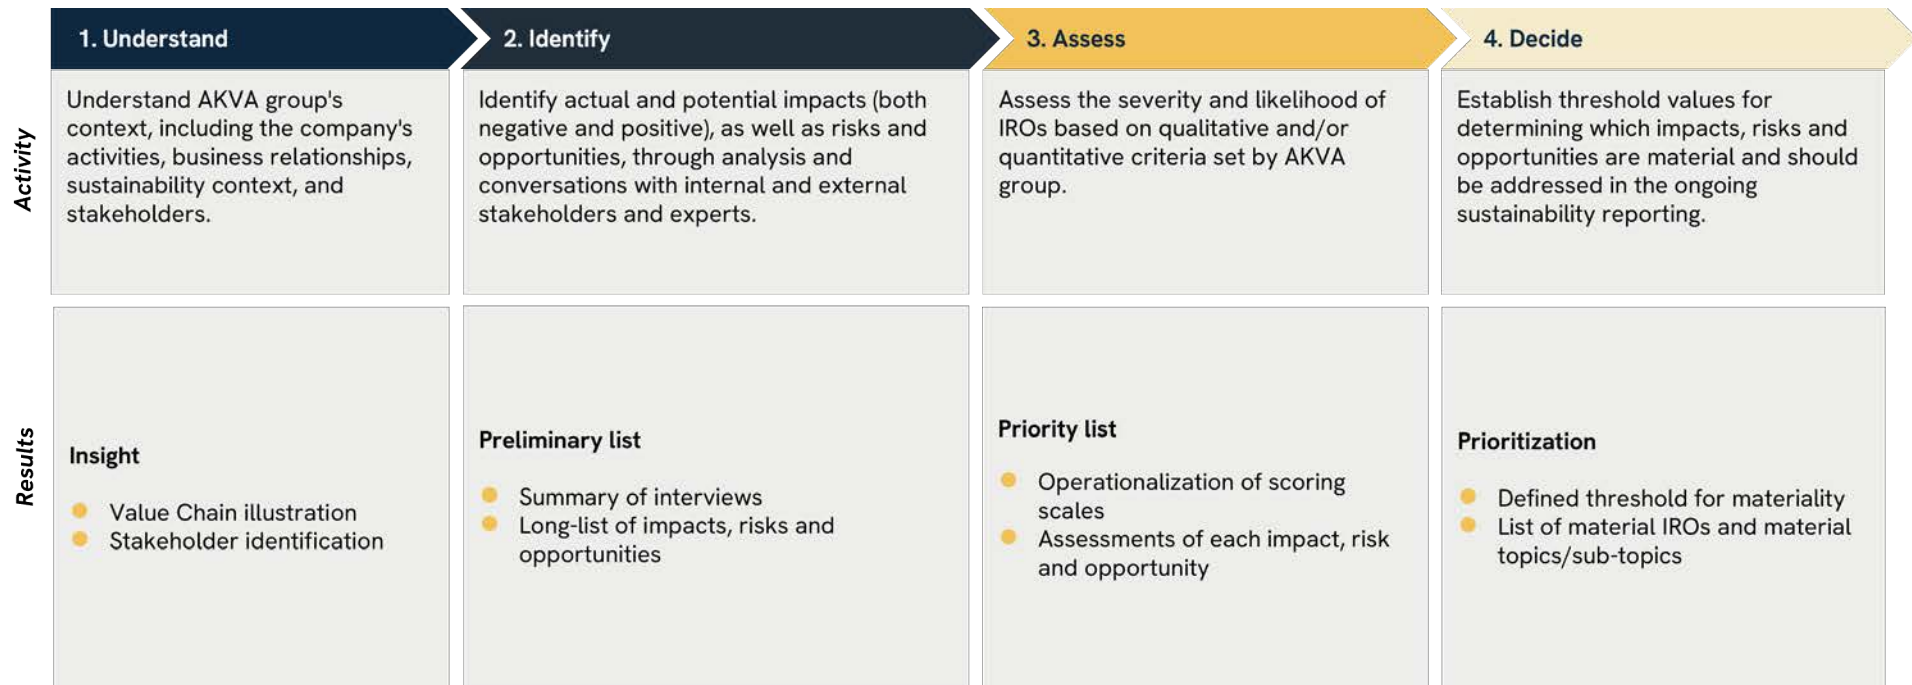 1. Understand
2. Identify
3. Assess
4. Decide
Activity
Understand AKVA group's
context, including the company's
activities, business relationships,
sustainability context, and
stakeholders.
Identify actual and potential impacts (both
negative and positive), as well as risks and
opportunities, through analysis and
conversations with internal and external
stakeholders and experts.
Assess the severity and likelihood of
IROs based on qualitative and/or
quantitative criteria set by AKVA
group.
Establish threshold values for
determining which impacts, risks and
opportunities are material and should
be addressed in the ongoing
sustainability reporting.
Results
Insight
Value Chain illustration
Stakeholder identification
Preliminary list
Summary of interviews
Long-list of impacts, risks and
opportunities
Priority list
Operationalization of scoring
scales
Assessments of each impact, risk
and opportunity
Prioritization
Defined threshold for materiality
List of material IROs and material
topics/sub-topics